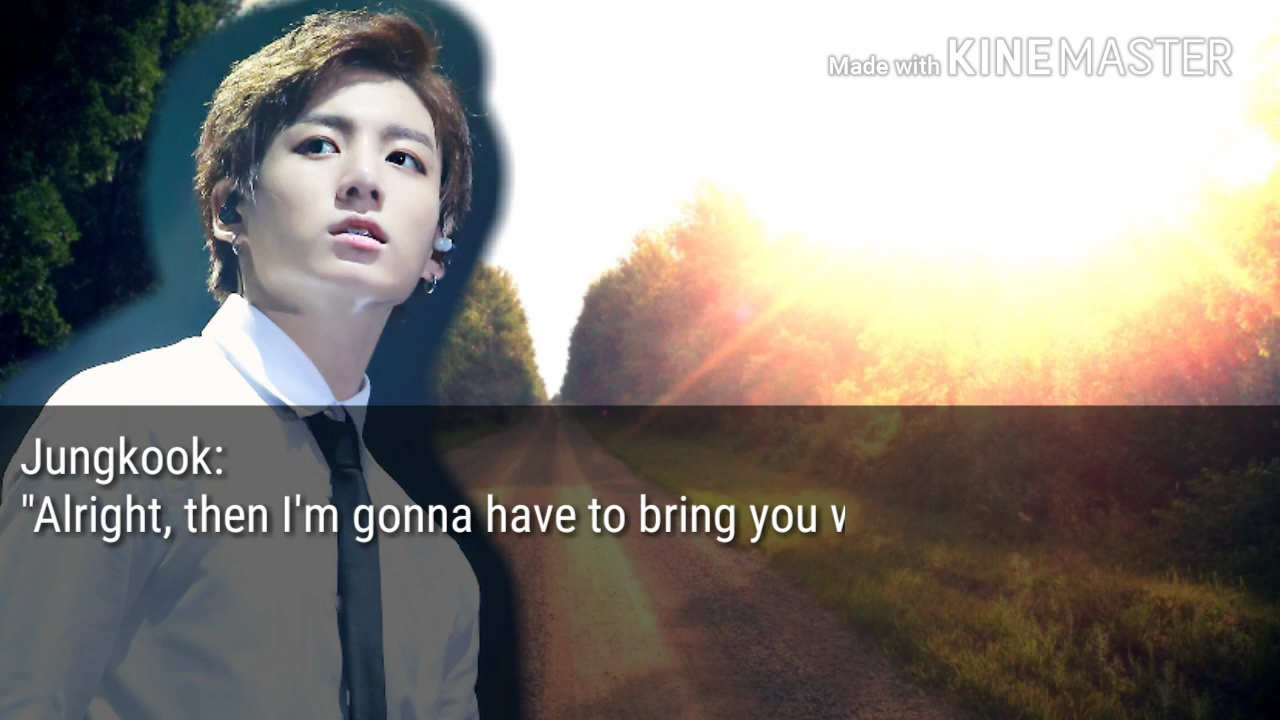 Made with KINEMASTER
Jungkook:
"Alright, then I'm gonna have to bring you